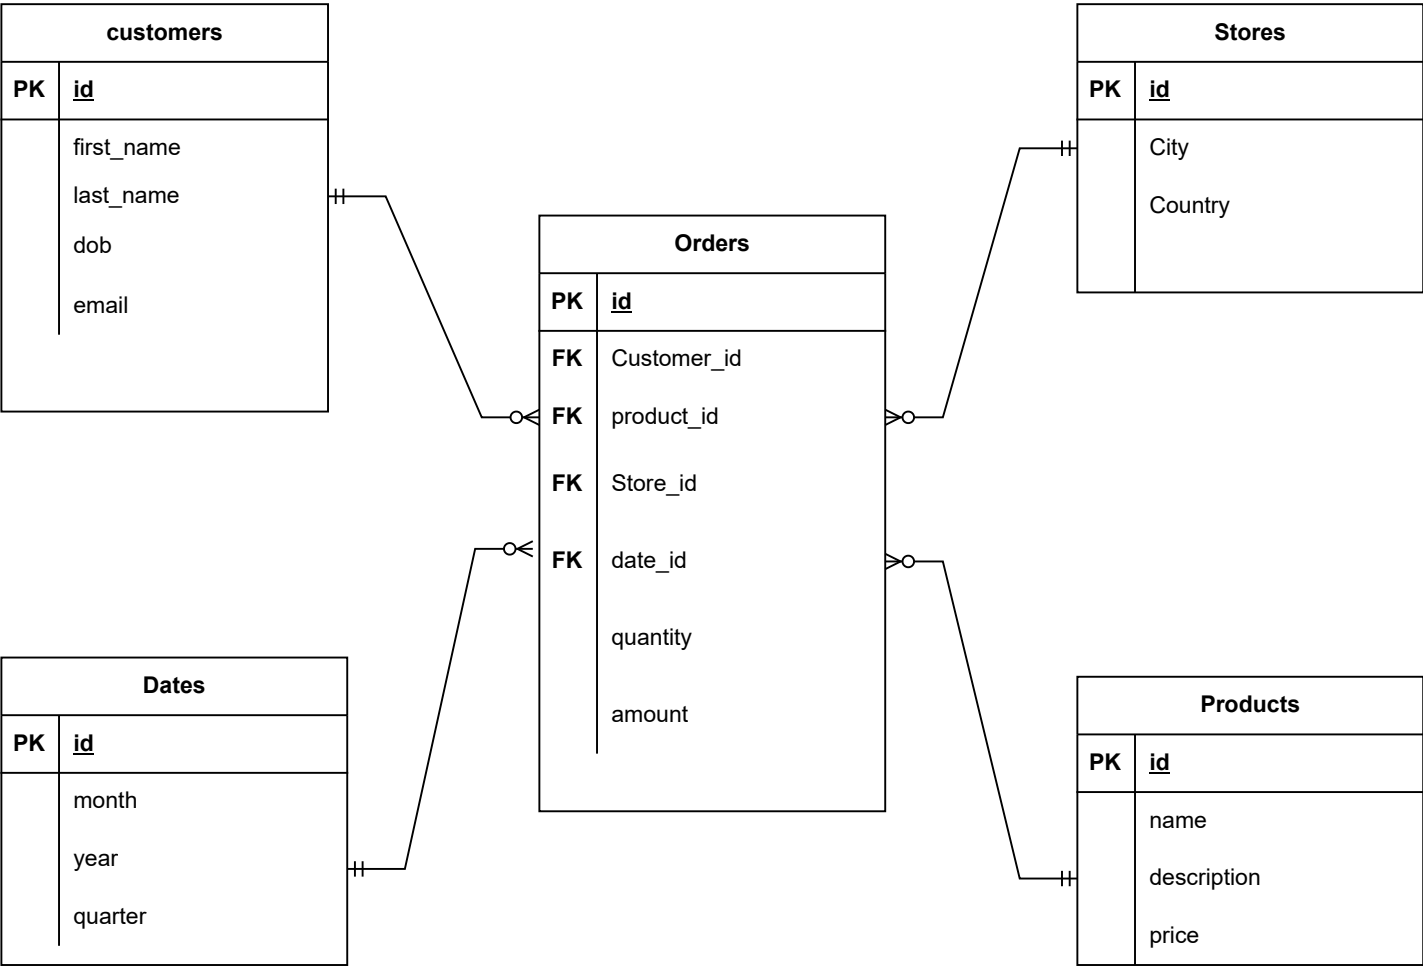 customers
PK id
first_name
last_name
dob
email
Stores
PK id
City
Country
Orders
PK id
FK Customer_id
FK product_id
FK Store_id
FK date_id
quantity
amount
Dates
PK id
month
year
quarter
Products
PK id
name
description
price